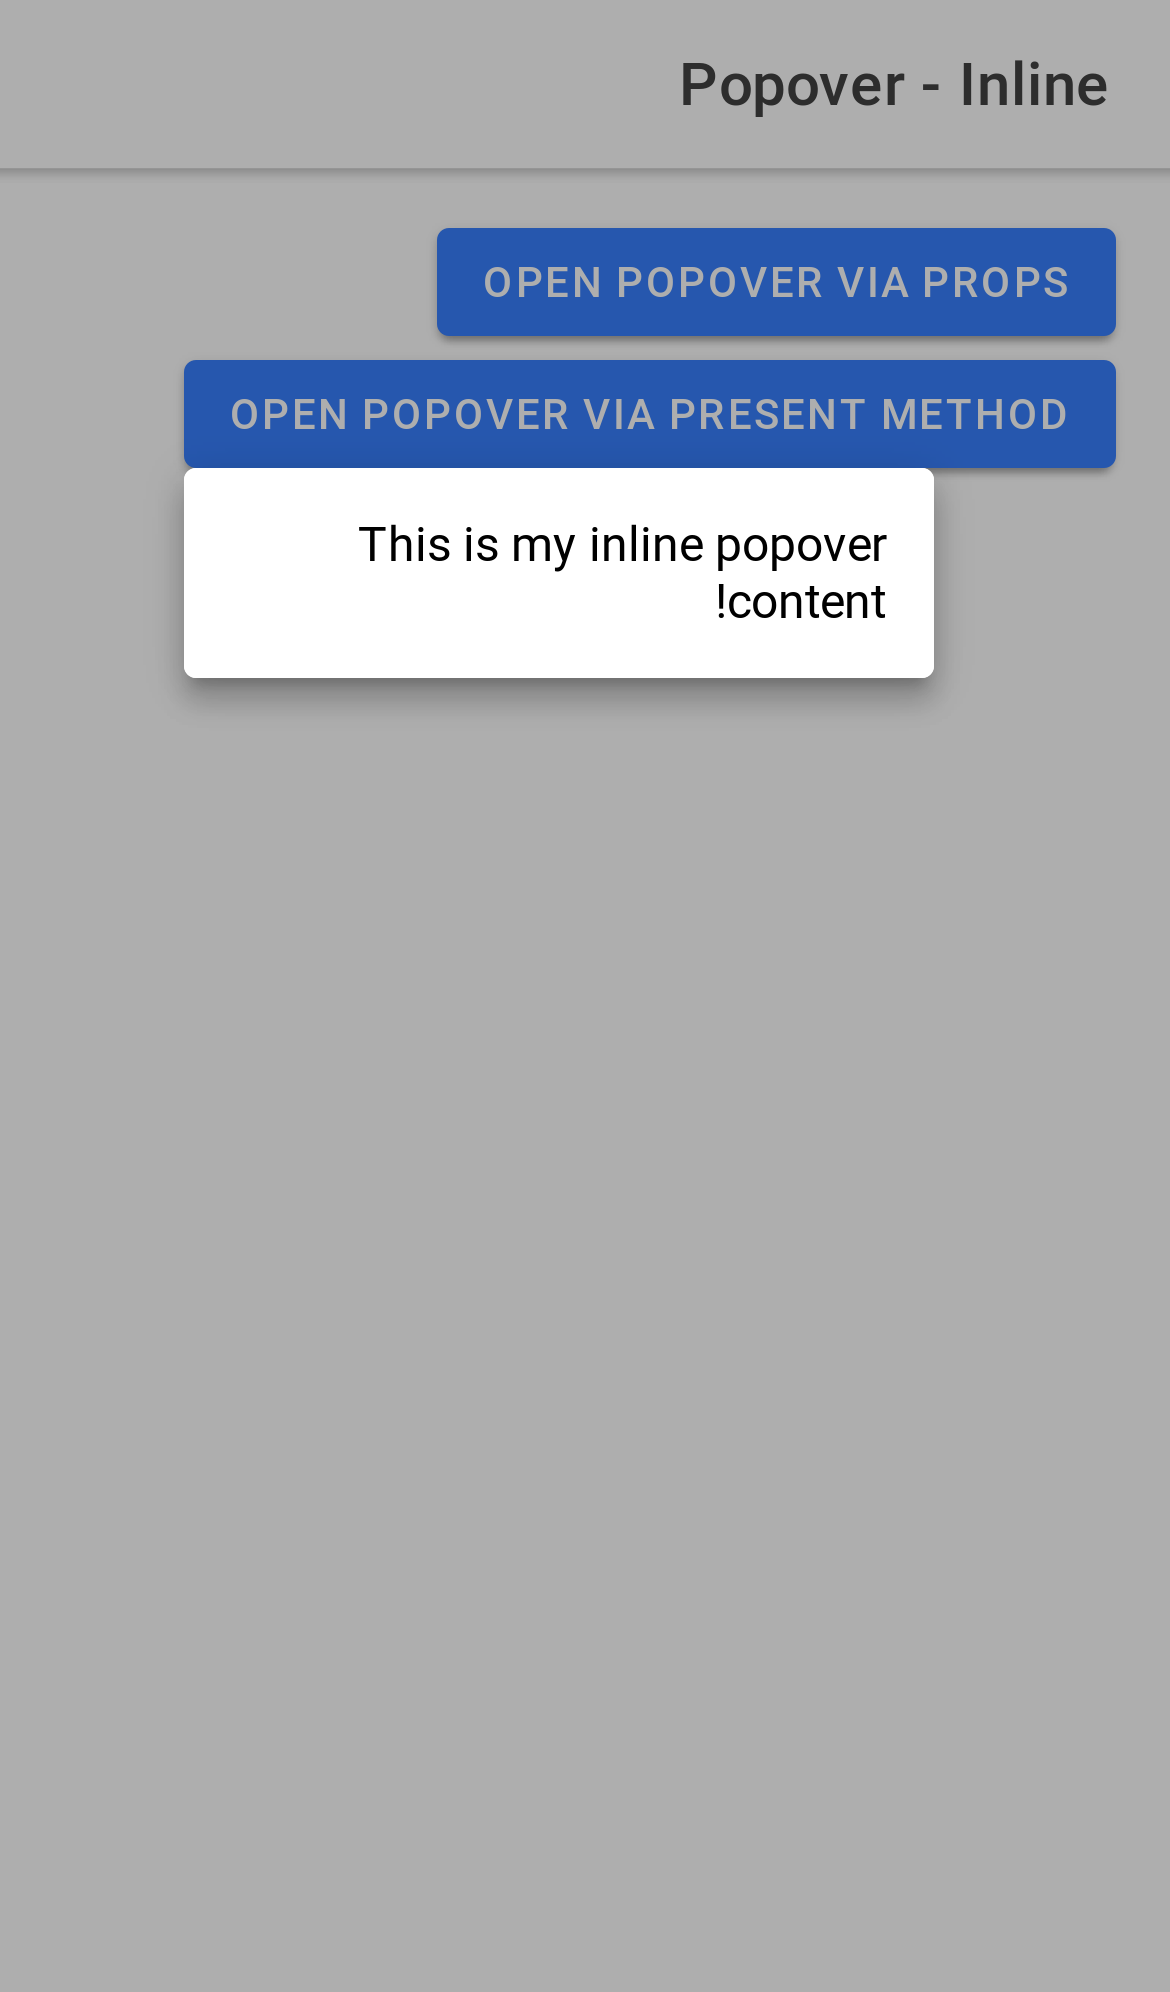 Popover - Inline
OPEN POPOVER VIA PROPS
OPEN POPOVER VIA PRESENT METHOD
This is my inline popover
!content